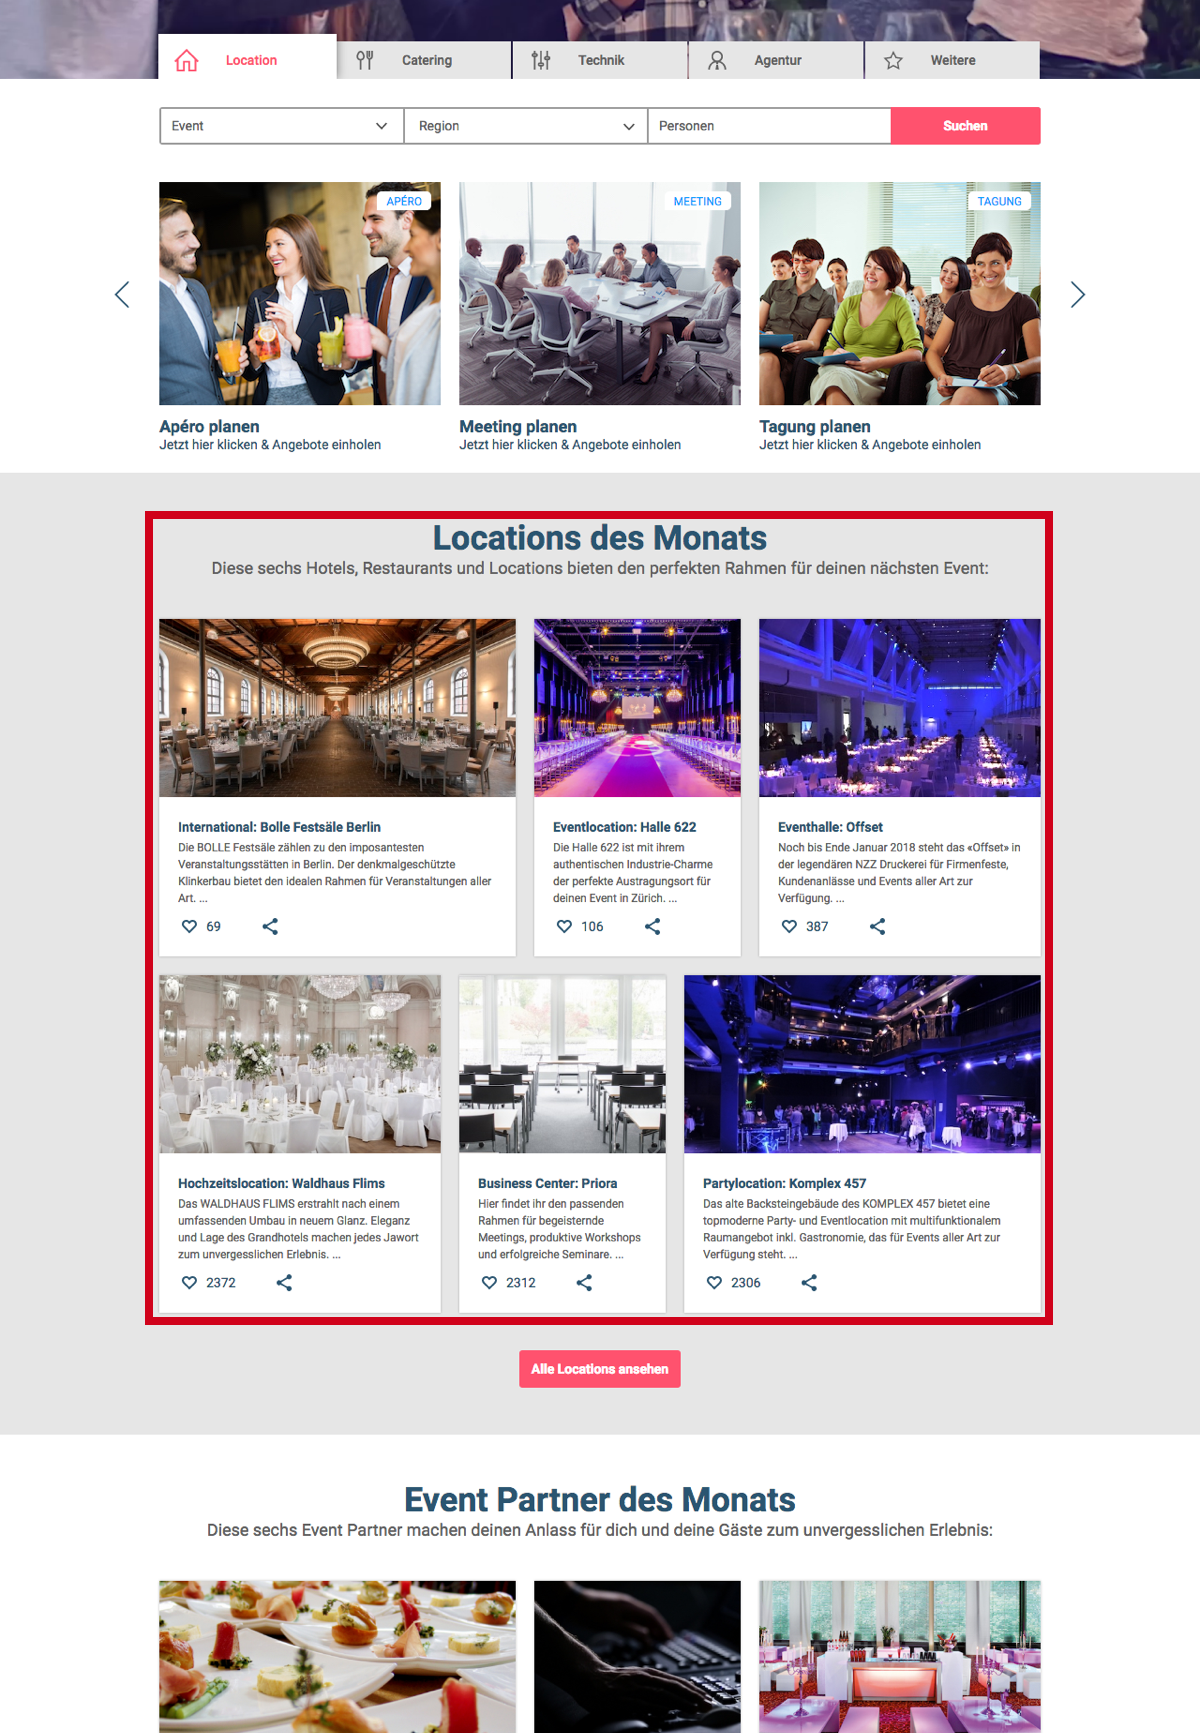 Location
Catering
Technik
Agentur
Weitere
Event
Region
Personen
Suchen
APÉRO
MEETING
TAGUNG
Apéro planen
Jetzt hier klicken & Angebote einholen
Meeting planen
Jetzt hier klicken & Angebote einholen
Tagung planen
Jetzt hier klicken & Angebote einholen
Locations des Monats
Diese sechs Hotels, Restaurants und Locations bieten den perfekten Rahmen für deinen nächsten Event:
International: Bolle Festsäle Berlin
Die BOLLE Festsäle zählen zu den imposantesten
Veranstaltungsstätten in Berlin. Der denkmalgeschützte
Klinkerbau bietet den idealen Rahmen für Veranstaltungen aller
Art. ...
69
Eventlocation: Halle 622
Die Halle 622 ist mit ihrem
authentischen Industrie-Charme
der perfekte Austragungsort für
deinen Event in Zürich. ...
106
Eventhalle: Offset
Noch bis Ende Januar 2018 steht das «Offset» in
der legendären NZZ Druckerei für Firmenfeste,
Kundenanlässe und Events aller Art zur
Verfügung. ...
387
Hochzeitslocation: Waldhaus Flims
Das WALDHAUS FLIMS erstrahlt nach einem
umfassenden Umbau in neuem Glanz. Eleganz
und Lage des Grandhotels machen jedes Jawort
zum unvergesslichen Erlebnis. ...
2372
Business Center: Priora
Hier findet ihr den passenden
Rahmen für begeisternde
Meetings, produktive Workshops
und erfolgreiche Seminare. ...
2312
Partylocation: Komplex 457
Das alte Backsteingebäude des KOMPLEX 457 bietet eine
topmoderne Party- und Eventlocation mit multifunktionalem
Raumangebot inkl. Gastronomie, das für Events aller Art zur
Verfügung steht. ...
2306
Alle Locations ansehen
Event Partner des Monats
Diese sechs Event Partner machen deinen Anlass für dich und deine Gäste zum unvergesslichen Erlebnis: